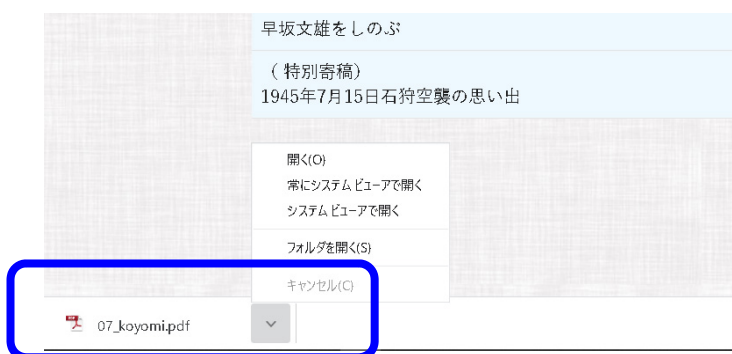 早坂文雄をしのぶ
（特別寄稿）
1945年7月15日石狩空襲の思い出
開く(O)
常にシステム ビューアで開く
システム ビューアで開く
フォルダを開く(S)
キャンセル(C)
07_koyomi.pdf